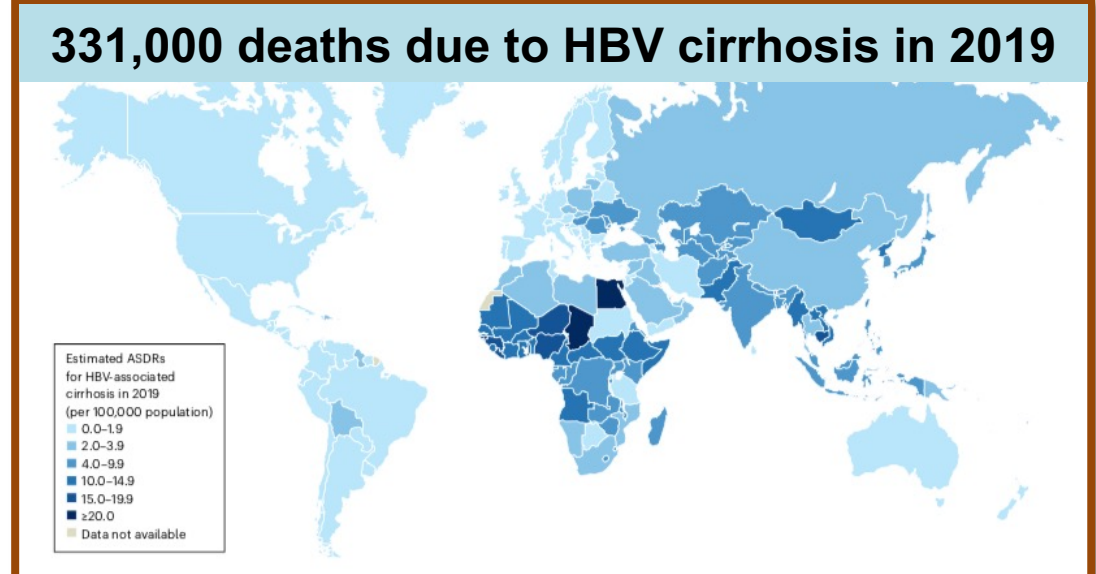 331,000 deaths due to HBV cirrhosis in 2019
Estimated ASDRs
for HBV-associated
cirrhosis in 2019
(per 100,000 population)
0.0–1.9
2.0–3.9
4.0–9.9
10.0–14.9
15.0–19.9
≥20.0
Data not available